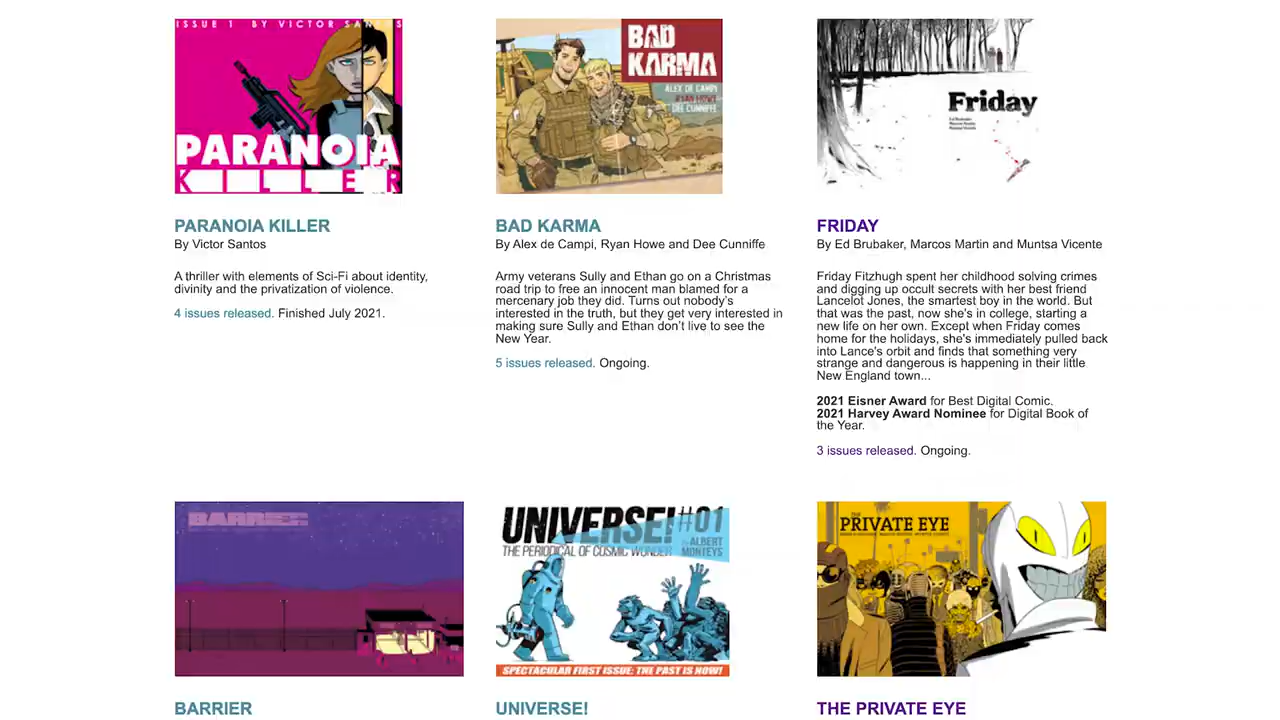 ISSUE 1 BY VICTOR SANTOS
PARANOIA
KILLER
BAD
KARMA
ALEX DE CAMPI
RYAN HOWE
DEE CUNNIFFE
Friday
Ed Brubaker
Marcos Martin
Muntsa Vicente
PARANOIA KILLER
By Victor Santos
A thriller with elements of Sci-Fi about identity,
divinity and the privatization of violence.
4 issues released. Finished July 2021.
BAD KARMA
By Alex de Campi, Ryan Howe and Dee Cunniffe
Army veterans Sully and Ethan go on a Christmas
road trip to free an innocent man blamed for a
mercenary job they did. Turns out nobody's
interested in the truth, but they get very interested in
making sure Sully and Ethan don't live to see the
New Year.
5 issues released. Ongoing.
FRIDAY
By Ed Brubaker, Marcos Martin and Muntsa Vicente
Friday Fitzhugh spent her childhood solving crimes
and digging up occult secrets with her best friend
Lancelot Jones, the smartest boy in the world. But
that was the past, now she's in college, starting a
new life on her own. Except when Friday comes
home for the holidays, she's immediately pulled back
into Lance's orbit and finds that something very
strange and dangerous is happening in their little
New England town...
2021 Eisner Award for Best Digital Comic.
2021 Harvey Award Nominee for Digital Book of
the Year.
3 issues released. Ongoing.
BARRIER
UNIVERSE! #01
THE PERIODICAL OF COSMIC WONDER
BY ALBERT
MONTEYS
SPECTACULAR FIRST ISSUE: THE PAST IS NOW!
THE
PRIVATE EYE
BARRIER
UNIVERSE!
THE PRIVATE EYE